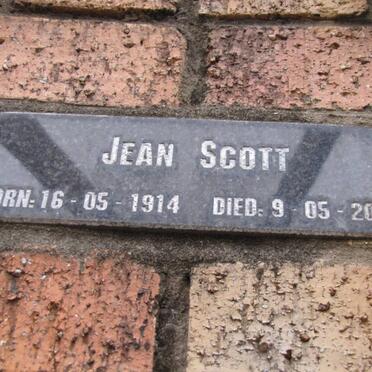 JEAN SCOTT
ORN: 16 - 05 - 1914 DIED: 9 - 05 - 20